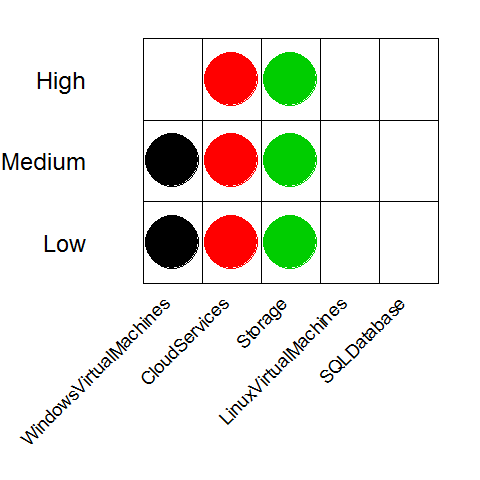 High
Medium
Low
WindowsVirtualMachines
CloudServices
Storage
LinuxVirtualMachines
SQLDatabase